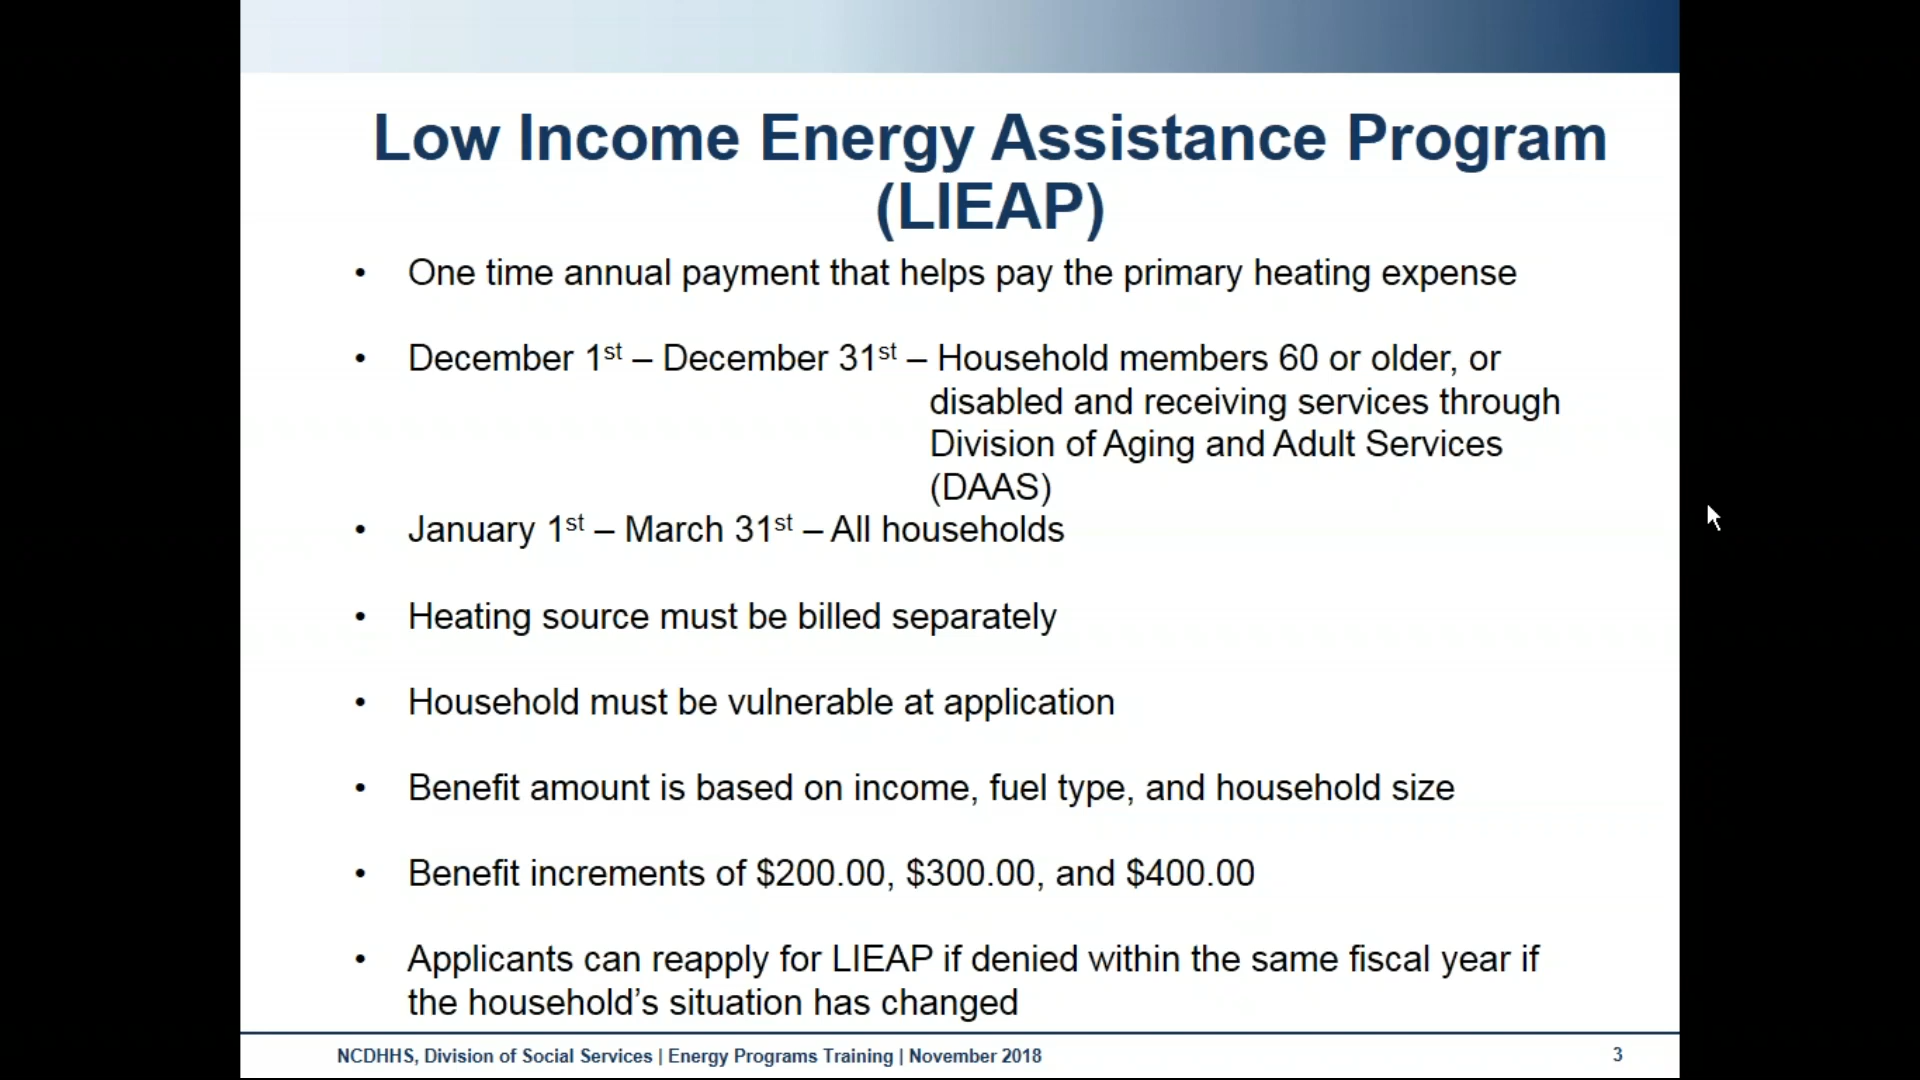 Low Income Energy Assistance Program
(LIEAP)
• One time annual payment that helps pay the primary heating expense
• December 1st – December 31st – Household members 60 or older, or
disabled and receiving services through
Division of Aging and Adult Services
(DAAS)
• January 1st – March 31st – All households
• Heating source must be billed separately
• Household must be vulnerable at application
• Benefit amount is based on income, fuel type, and household size
• Benefit increments of $200.00, $300.00, and $400.00
• Applicants can reapply for LIEAP if denied within the same fiscal year if
the household’s situation has changed
NCDHHS, Division of Social Services | Energy Programs Training | November 2018
3